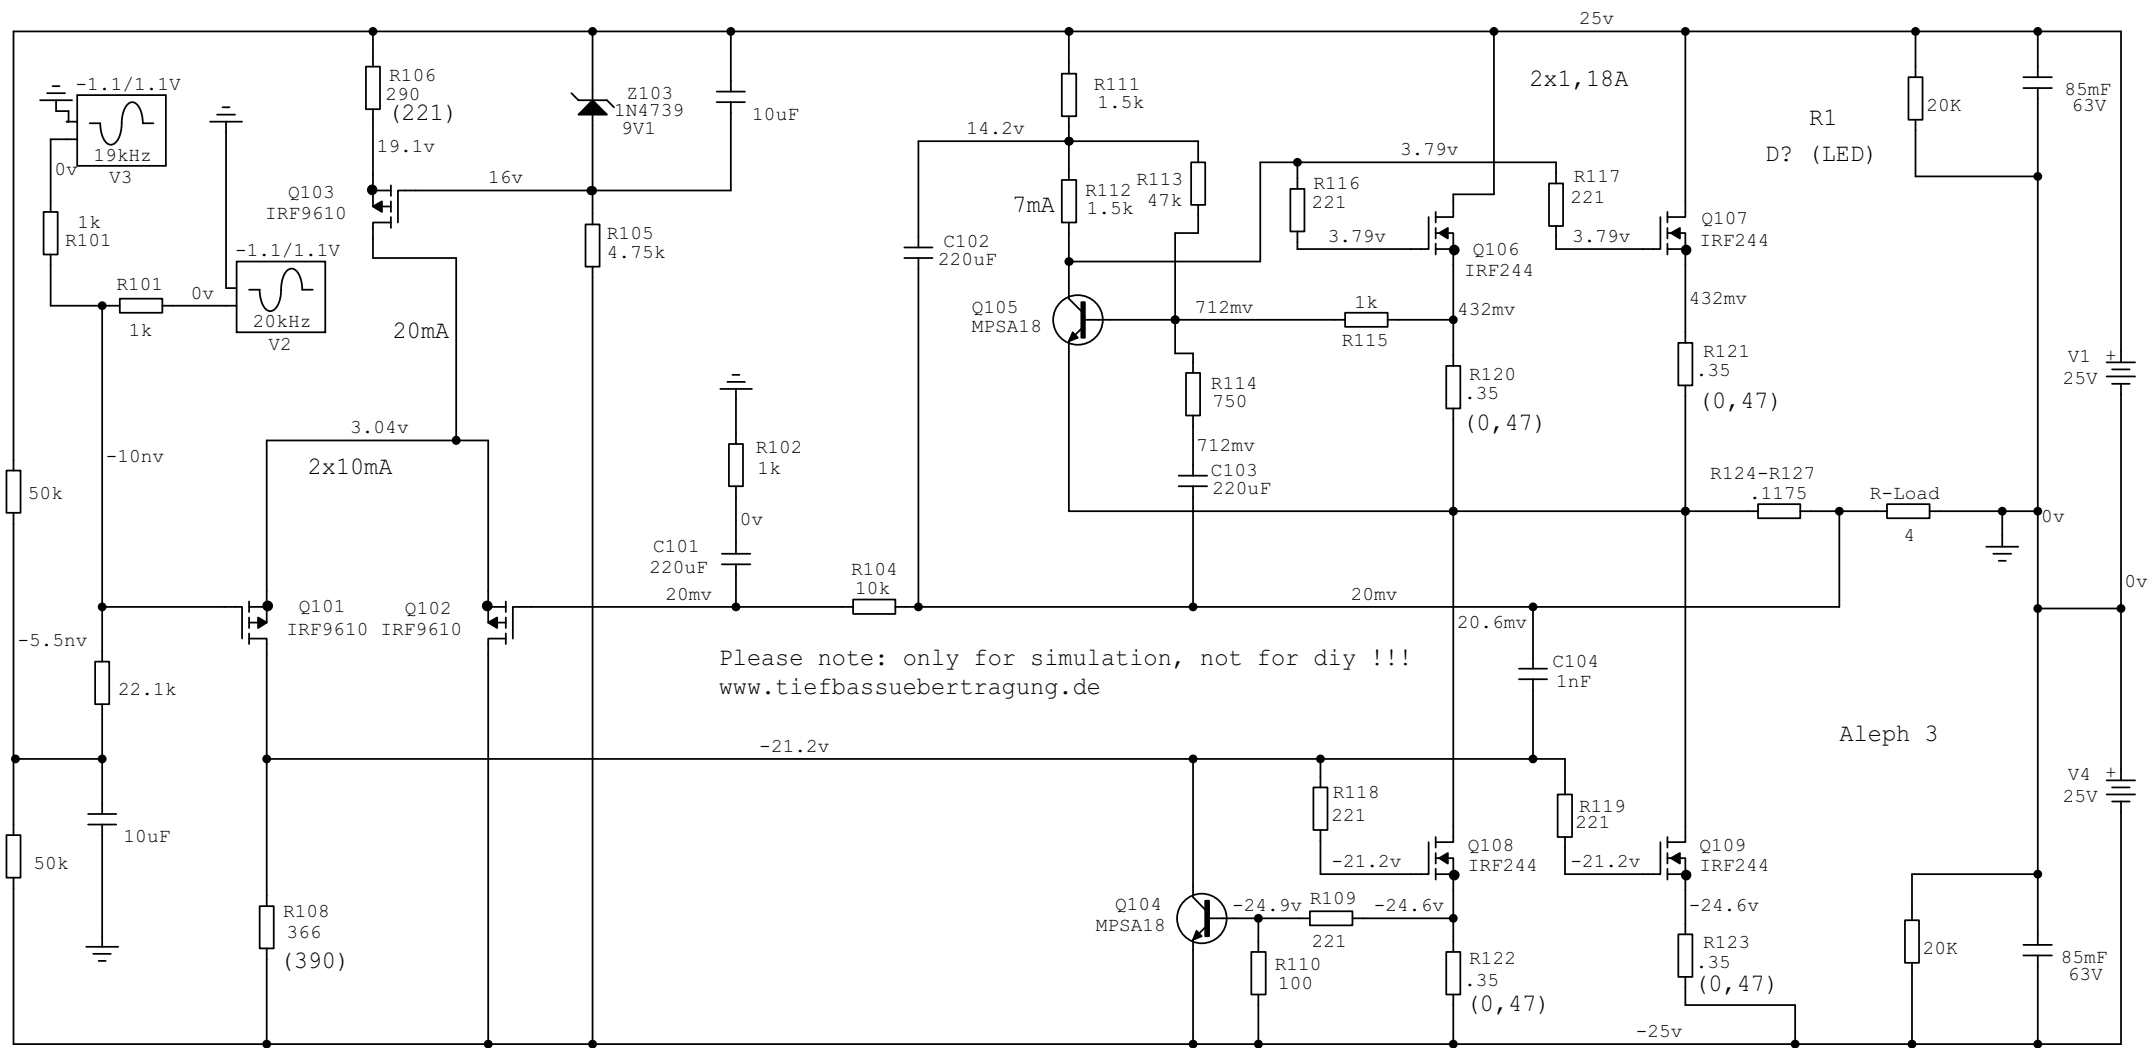 25v
-1.1/1.1V
19kHz
V3
0v
1k
R101
R101
1k
0v
-1.1/1.1V
20kHz
V2
R106
290
(221)
19.1v
Q103
IRF9610
16v
Z103
1N4739
9V1
10uF
R105
4.75k
20mA
3.04v
2x10mA
-10nv
50k
-5.5nv
22.1k
10uF
50k
Q101
IRF9610
Q102
IRF9610
R102
1k
0v
C101
220uF
20mv
R104
10k
R108
366
(390)
-21.2v
14.2v
R111
1.5k
R112
1.5k
7mA
R113
47k
C102
220uF
Q105
MPSA18
712mv
1k
R115
R114
750
712mv
C103
220uF
3.79v
R116
221
3.79v
R117
221
3.79v
2x1,18A
Q106
IRF244
Q107
IRF244
432mv
432mv
R120
.35
(0,47)
R121
.35
(0,47)
R1
D? (LED)
20K
85mF
63V
V1
+
25V
R124-R127
.1175
R-Load
4
0v
0v
20mv
20.6mv
C104
1nF
Please note: only for simulation, not for diy !!!
www.tiefbassuebertragung.de
Aleph 3
V4
+
25V
R118
221
-21.2v
R119
221
-21.2v
Q108
IRF244
Q109
IRF244
Q104
MPSA18
-24.9v
R109
221
-24.6v
-24.6v
R110
100
R122
.35
(0,47)
R123
.35
(0,47)
20K
85mF
63V
-25v